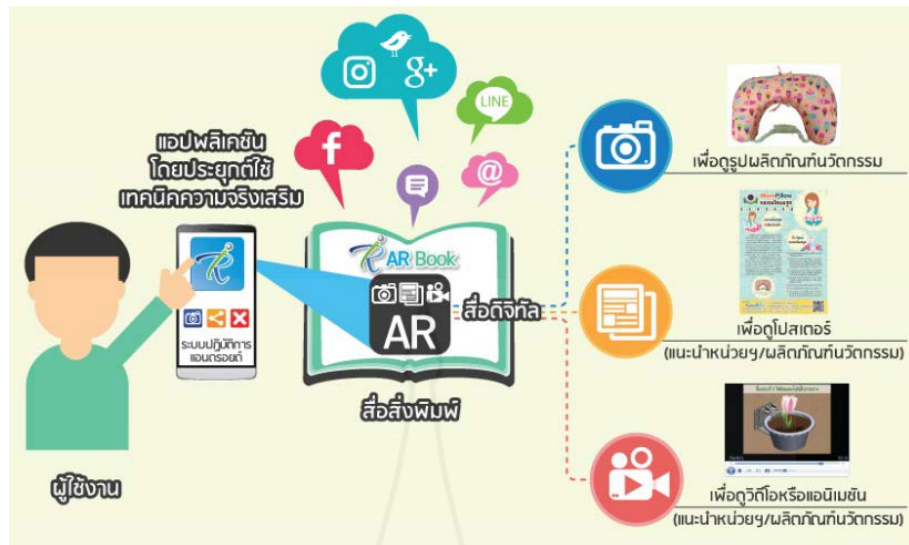 LINE
แอปพลิเคชัน
โดยประยุกต์ใช้
เทคนิคความจริงเสริม
AR Book
AR
สื่อดิจิทัล
ระบบปฏิบัติการ
แอนดรอยด์
สื่อสิ่งพิมพ์
ผู้ใช้งาน
เพื่อดูรูปผลิตภัณฑ์นวัตกรรม
เพื่อดูโปสเตอร์
(แนะนำหน่วยฯ/ผลิตภัณฑ์นวัตกรรม)
เพื่อดูวิดีโอหรือแอนิเมชัน
(แนะนำหน่วยฯ/ผลิตภัณฑ์นวัตกรรม)